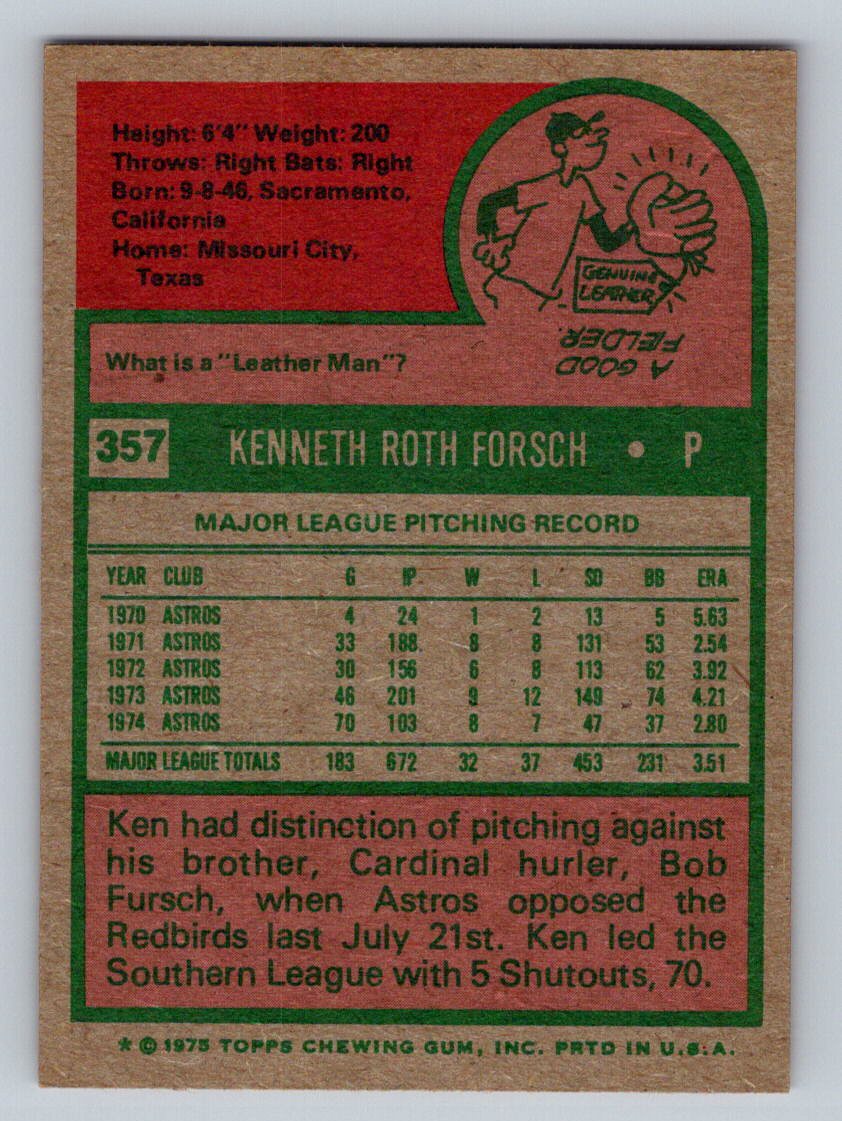 Height: 6'4" Weight: 200
Throws: Right Bats: Right
Born: 9-8-46, Sacramento,
California
Home: Missouri City,
Texas
GENUINE
LEATHER
A GOOD
FIELDER.
What is a "Leather Man"?
357 KENNETH ROTH FORSCH • P
MAJOR LEAGUE PITCHING RECORD
YEAR CLUB G IP W L SO BB ERA
1970 ASTROS 4 24 1 2 13 5 5.63
1971 ASTROS 33 188 8 8 131 53 2.54
1972 ASTROS 30 156 6 8 113 62 3.92
1973 ASTROS 46 201 9 12 149 74 4.21
1974 ASTROS 70 103 8 7 47 37 2.80
MAJOR LEAGUE TOTALS 183 672 32 37 453 231 3.51
Ken had distinction of pitching against
his brother, Cardinal hurler, Bob
Fursch, when Astros opposed the
Redbirds last July 21st. Ken led the
Southern League with 5 Shutouts, 70.
* © 1975 TOPPS CHEWING GUM, INC. PRTD IN U.S.A.